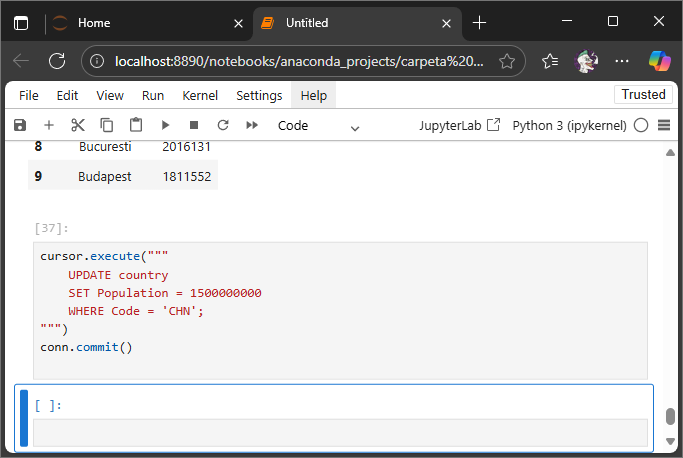 Home
Untitled
localhost:8890/notebooks/anaconda_projects/carpeta%20...
File Edit View Run Kernel Settings Help Trusted
Code JupyterLab Python 3 (ipykernel)
8 Bucuresti 2016131
9 Budapest 1811552
[37]:
cursor.execute("""
    UPDATE country
    SET Population = 1500000000
    WHERE Code = 'CHN';
""")
conn.commit()
[ ]: